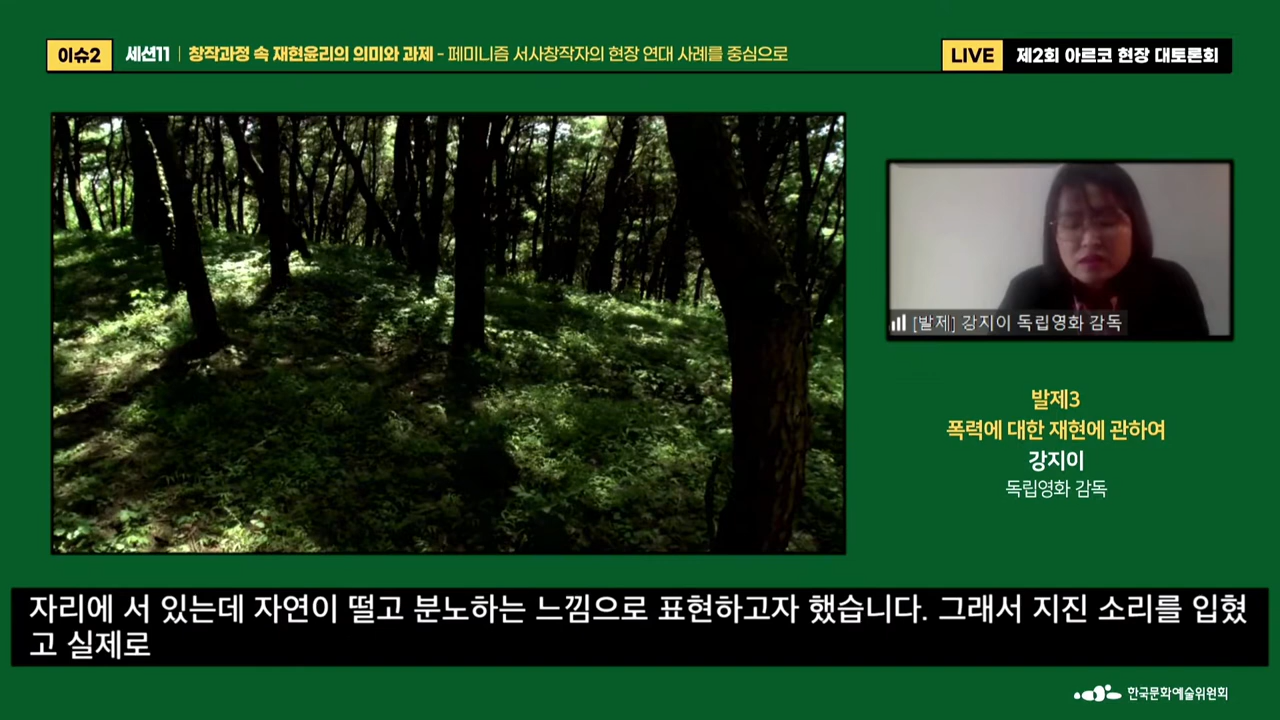 이슈2
세션11 | 창작과정 속 재현윤리의 의미와 과제 - 페미니즘 서사창작자의 현장 연대 사례를 중심으로
LIVE 제2회 아르코 현장 대토론회
[발제] 강지이 독립영화 감독
발제3
폭력에 대한 재현에 관하여
강지이
독립영화 감독
자리에 서 있는데 자연이 떨고 분노하는 느낌으로 표현하고자 했습니다. 그래서 지진 소리를 입혔
고 실제로
한국문화예술위원회